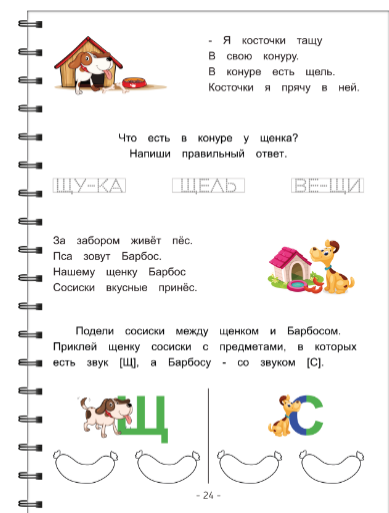 - Я косточки тащу
В свою конуру.
В конуре есть щель.
Косточки я прячу в ней.
Что есть в конуре у щенка?
Напиши правильный ответ.
ЩУ-КА ЩЕЛЬ ВЕ-ЩИ
За забором живёт пёс.
Пса зовут Барбос.
Нашему щенку Барбос
Сосиски вкусные принёс.
Подели сосиски между щенком и Барбосом.
Приклей щенку сосиски с предметами, в которых
есть звук [Щ], а Барбосу - со звуком [С].
Щ С
- 24 -